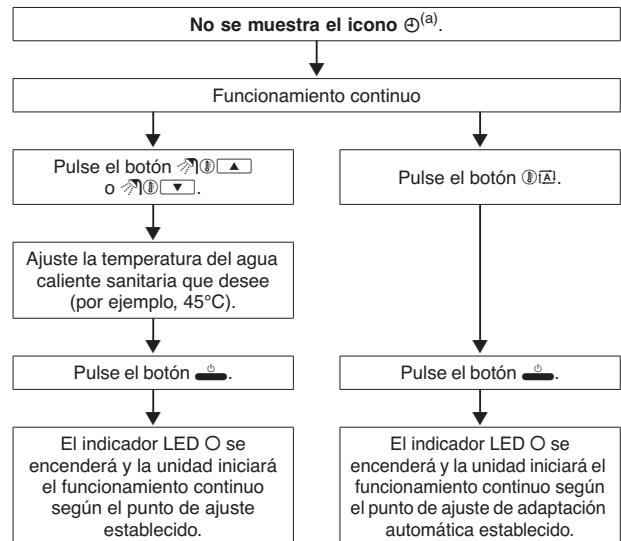 No se muestra el icono ⏲(a).
Funcionamiento continuo
Pulse el botón ▲
o ▼.
Ajuste la temperatura del agua
caliente sanitaria que desee
(por ejemplo, 45°C).
Pulse el botón .
El indicador LED O se
encenderá y la unidad iniciará
el funcionamiento continuo
según el punto de ajuste
establecido.
Pulse el botón A.
Pulse el botón .
El indicador LED O se
encenderá y la unidad iniciará el
funcionamiento continuo según
el punto de ajuste de adaptación
automática establecido.